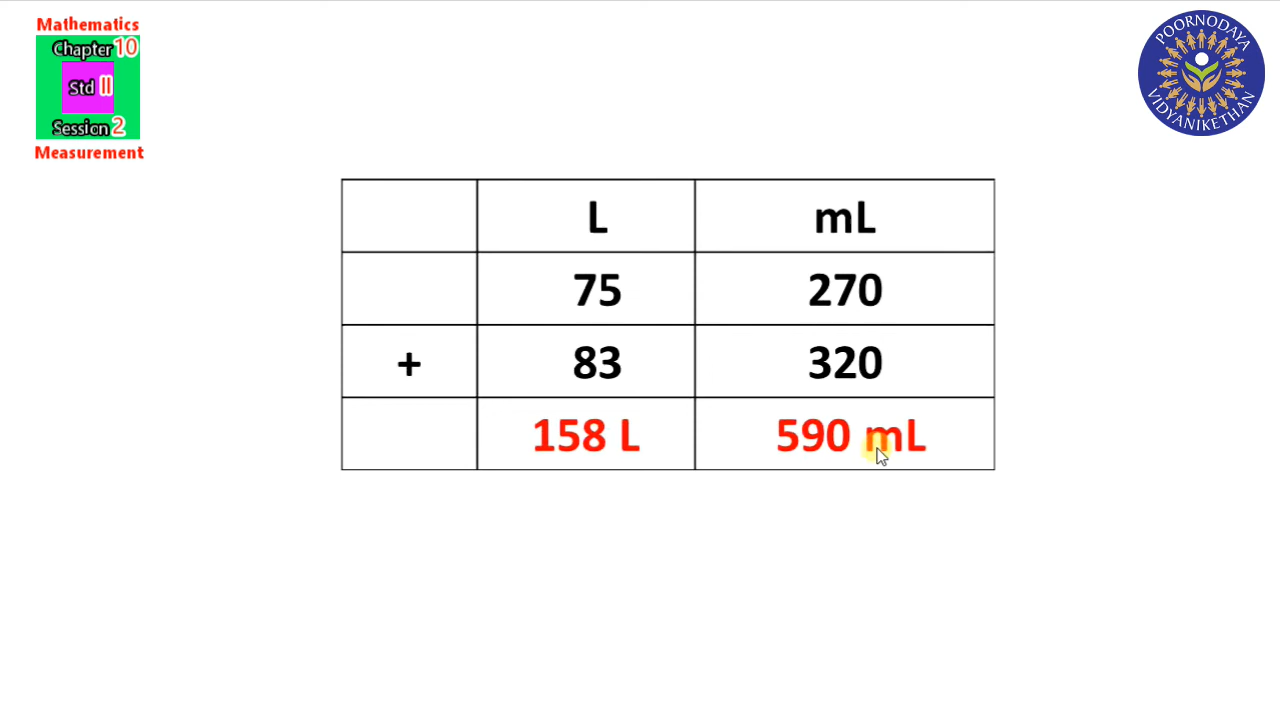 Mathematics
Chapter 10
Std II
Session 2
Measurement
POORNODAYA
VIDYANIKETHAN
L mL
75 270
+ 83 320
158 L 590 mL